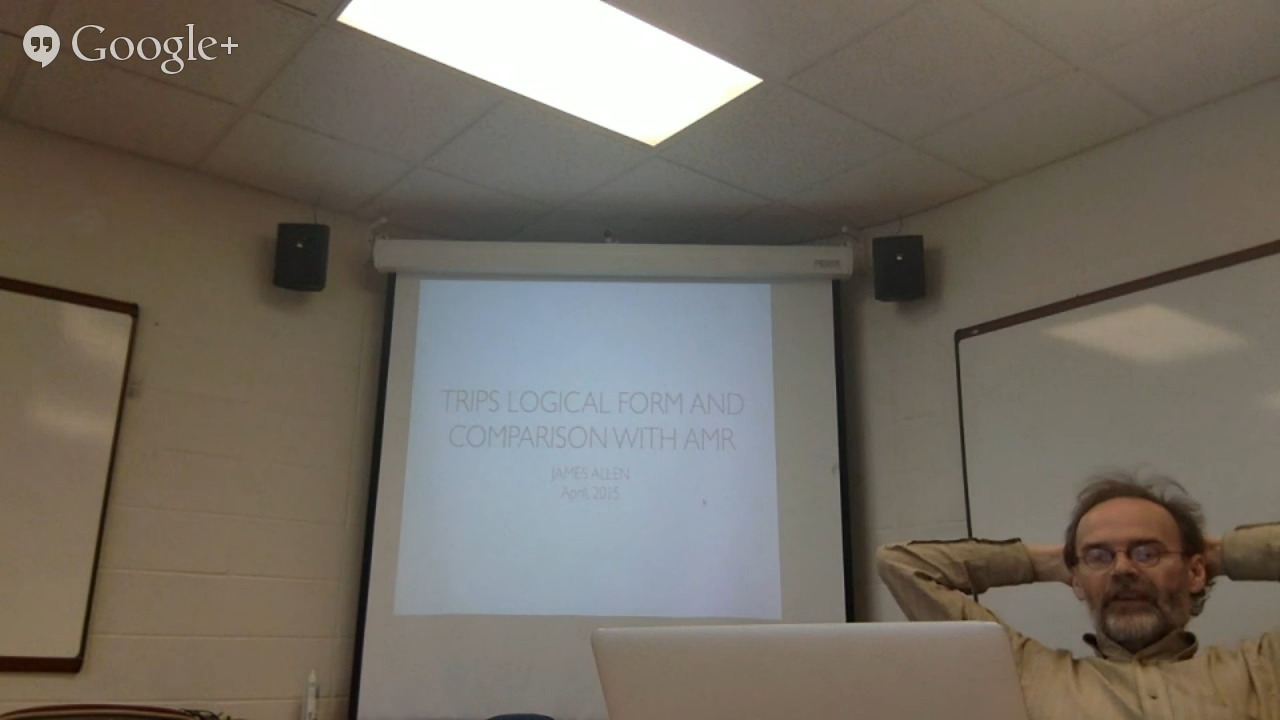 Google+
TRIPS LOGICAL FORM AND
COMPARISON WITH AMR
JAMES ALLEN
April, 2015